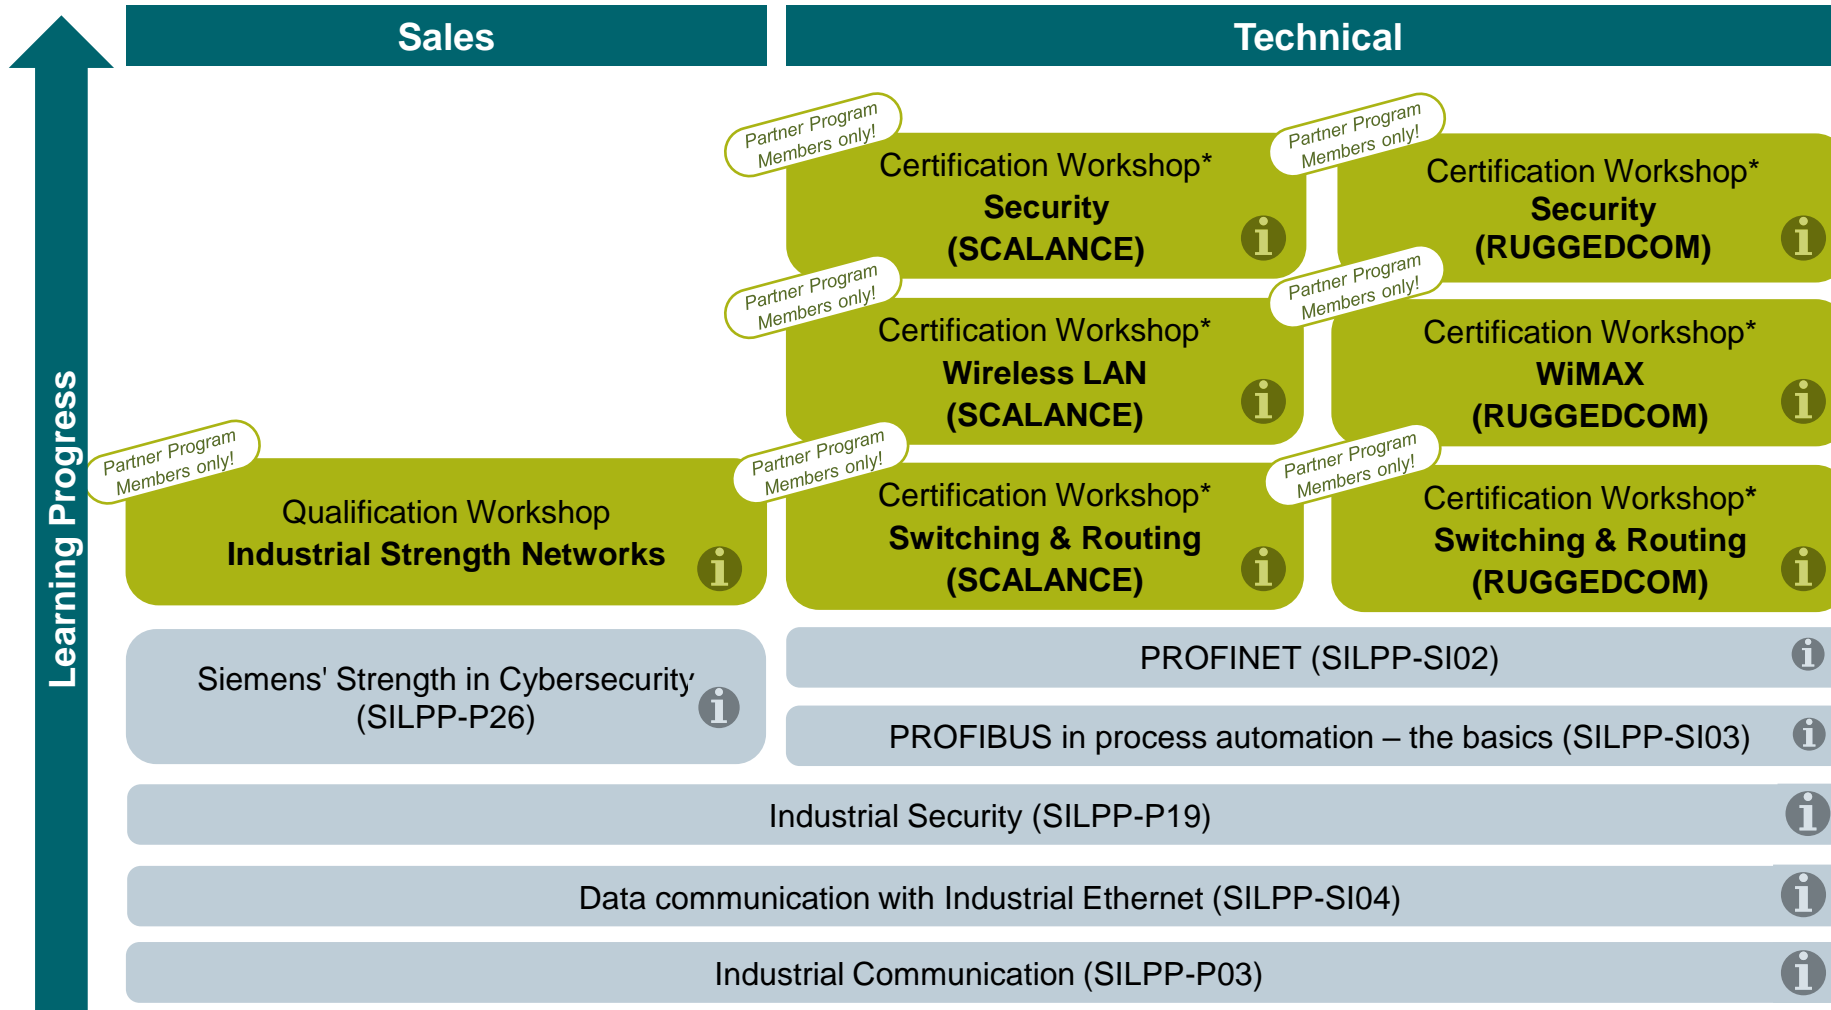 Sales
Technical
Learning Progress
Partner Program
Members only!
Certification Workshop*
Security
(SCALANCE)
i
Partner Program
Members only!
Certification Workshop*
Security
(RUGGEDCOM)
i
Partner Program
Members only!
Certification Workshop*
Wireless LAN
(SCALANCE)
i
Partner Program
Members only!
Certification Workshop*
WiMAX
(RUGGEDCOM)
i
Partner Program
Members only!
Qualification Workshop
Industrial Strength Networks
i
Partner Program
Members only!
Certification Workshop*
Switching & Routing
(SCALANCE)
i
Partner Program
Members only!
Certification Workshop*
Switching & Routing
(RUGGEDCOM)
i
Siemens' Strength in Cybersecurity
(SILPP-P26)
i
PROFINET (SILPP-SI02)
i
PROFIBUS in process automation – the basics (SILPP-SI03)
i
Industrial Security (SILPP-P19)
i
Data communication with Industrial Ethernet (SILPP-SI04)
i
Industrial Communication (SILPP-P03)
i